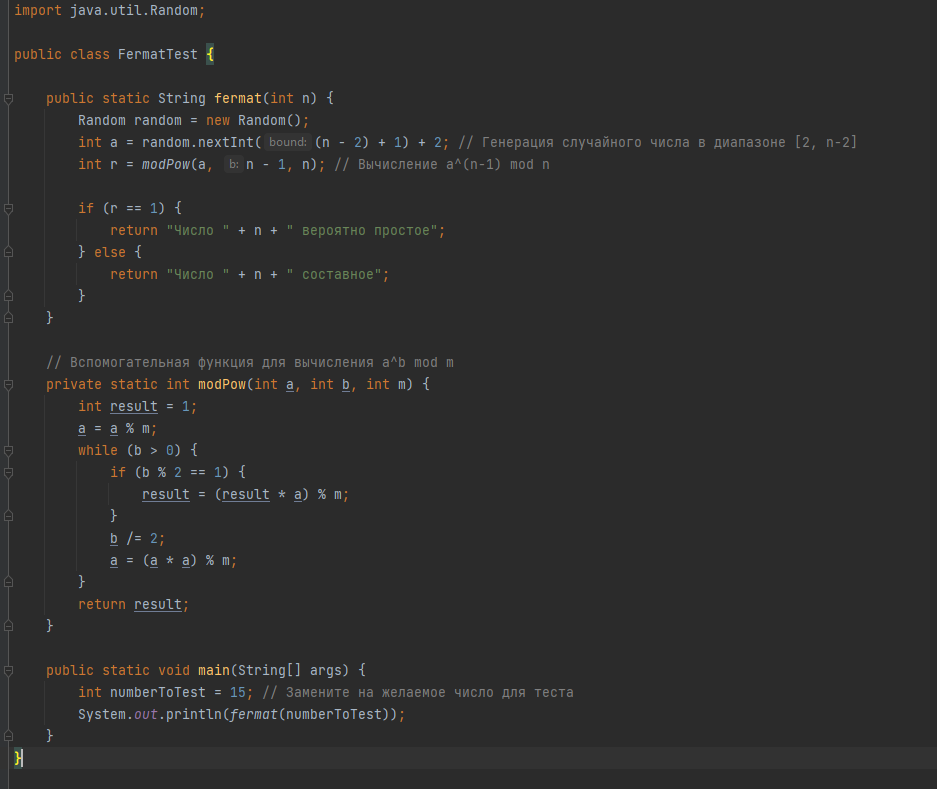 import java.util.Random;
public class FermatTest {
public static String fermat(int n) {
Random random = new Random();
int a = random.nextInt( bound: (n - 2) + 1) + 2; // Генерация случайного числа в диапазоне [2, n-2]
int r = modPow(a, b: n - 1, n); // Вычисление a^(n-1) mod n
if (r == 1) {
return "Число " + n + " вероятно простое";
} else {
return "Число " + n + " составное";
}
}
// Вспомогательная функция для вычисления a^b mod m
private static int modPow(int a, int b, int m) {
int result = 1;
a = a % m;
while (b > 0) {
if (b % 2 == 1) {
result = (result * a) % m;
}
b /= 2;
a = (a * a) % m;
}
return result;
}
public static void main(String[] args) {
int numberToTest = 15; // Замените на желаемое число для теста
System.out.println(fermat(numberToTest));
}
}